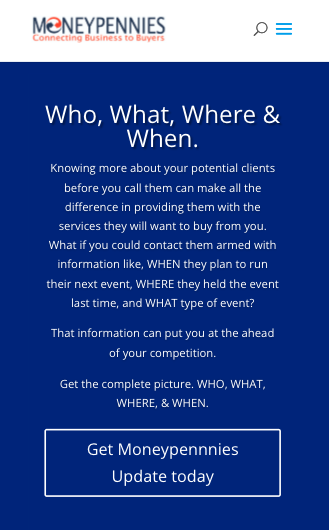 MONEYPENNIES
Connecting Business to Buyers
Who, What, Where &
When.
Knowing more about your potential clients
before you call them can make all the
difference in providing them with the
services they will want to buy from you.
What if you could contact them armed with
information like, WHEN they plan to run
their next event, WHERE they held the event
last time, and WHAT type of event?
That information can put you at the ahead
of your competition.
Get the complete picture. WHO, WHAT,
WHERE, & WHEN.
Get Moneypennnies
Update today